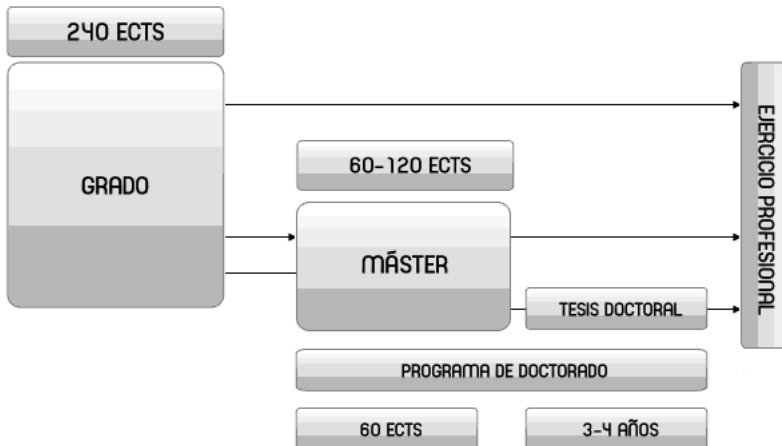 240 ECTS
GRADO
60-120 ECTS
MÁSTER
TESIS DOCTORAL
EJERCICIO PROFESIONAL
PROGRAMA DE DOCTORADO
60 ECTS
3-4 AÑOS